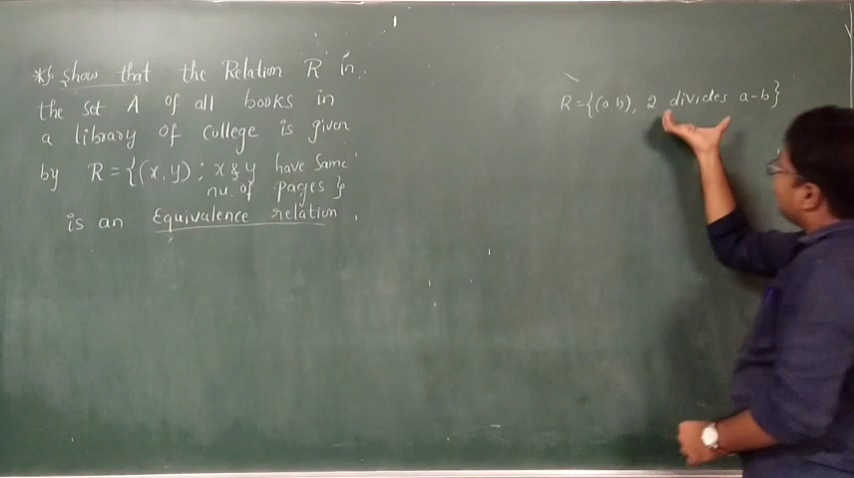 *S. Show that the Relation R in
the set A of all books in
a library of College is given
by R = {(x, y) ; x & y have Same
nu. of pages }
is an Equivalence relation .
R = {(a b), 2 divides a-b}